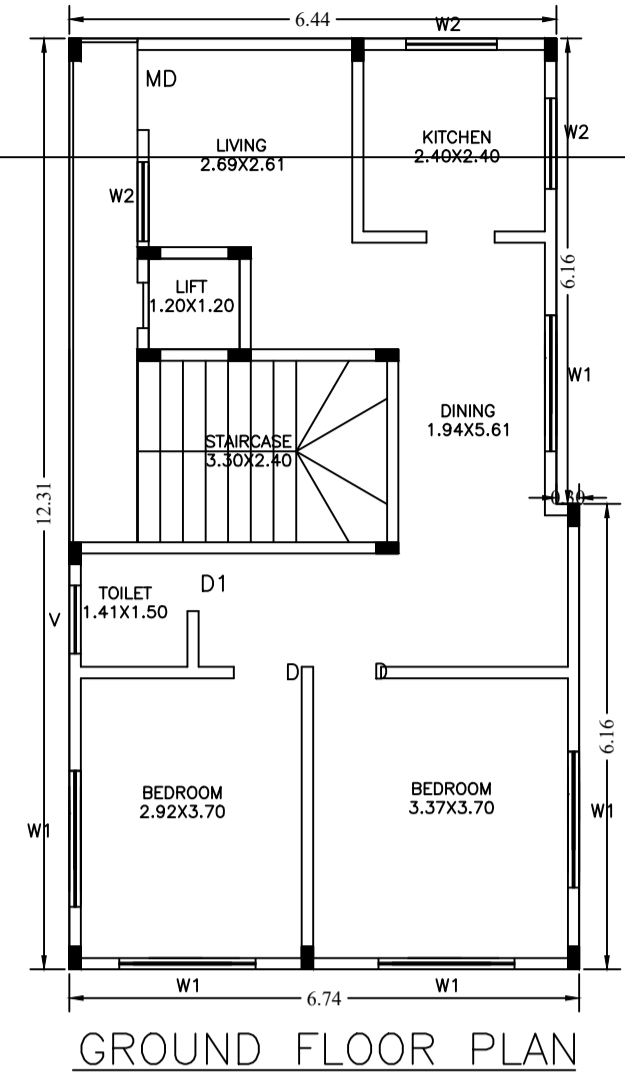 6.44
W2
MD
LIVING
2.69X2.61
KITCHEN
2.40X2.40
W2
W2
6.16
LIFT
1.20X1.20
W1
DINING
1.94X5.61
STAIRCASE
3.30X2.40
12.31
0.30
TOILET
1.41X1.50
D1
V
D
D
6.16
BEDROOM
2.92X3.70
BEDROOM
3.37X3.70
W1
W1
W1
W1
6.74
GROUND FLOOR PLAN